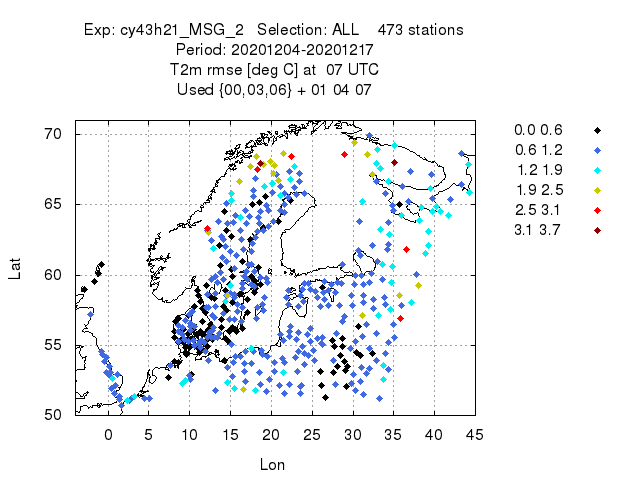 Exp: cy43h21_MSG_2 Selection: ALL 473 stations
Period: 20201204-20201217
T2m rmse [deg C] at 07 UTC
Used {00,03,06} + 01 04 07
0.0 0.6
0.6 1.2
1.2 1.9
1.9 2.5
2.5 3.1
3.1 3.7
70
65
60
55
50
Lat
0 5 10 15 20 25 30 35 40 45
Lon